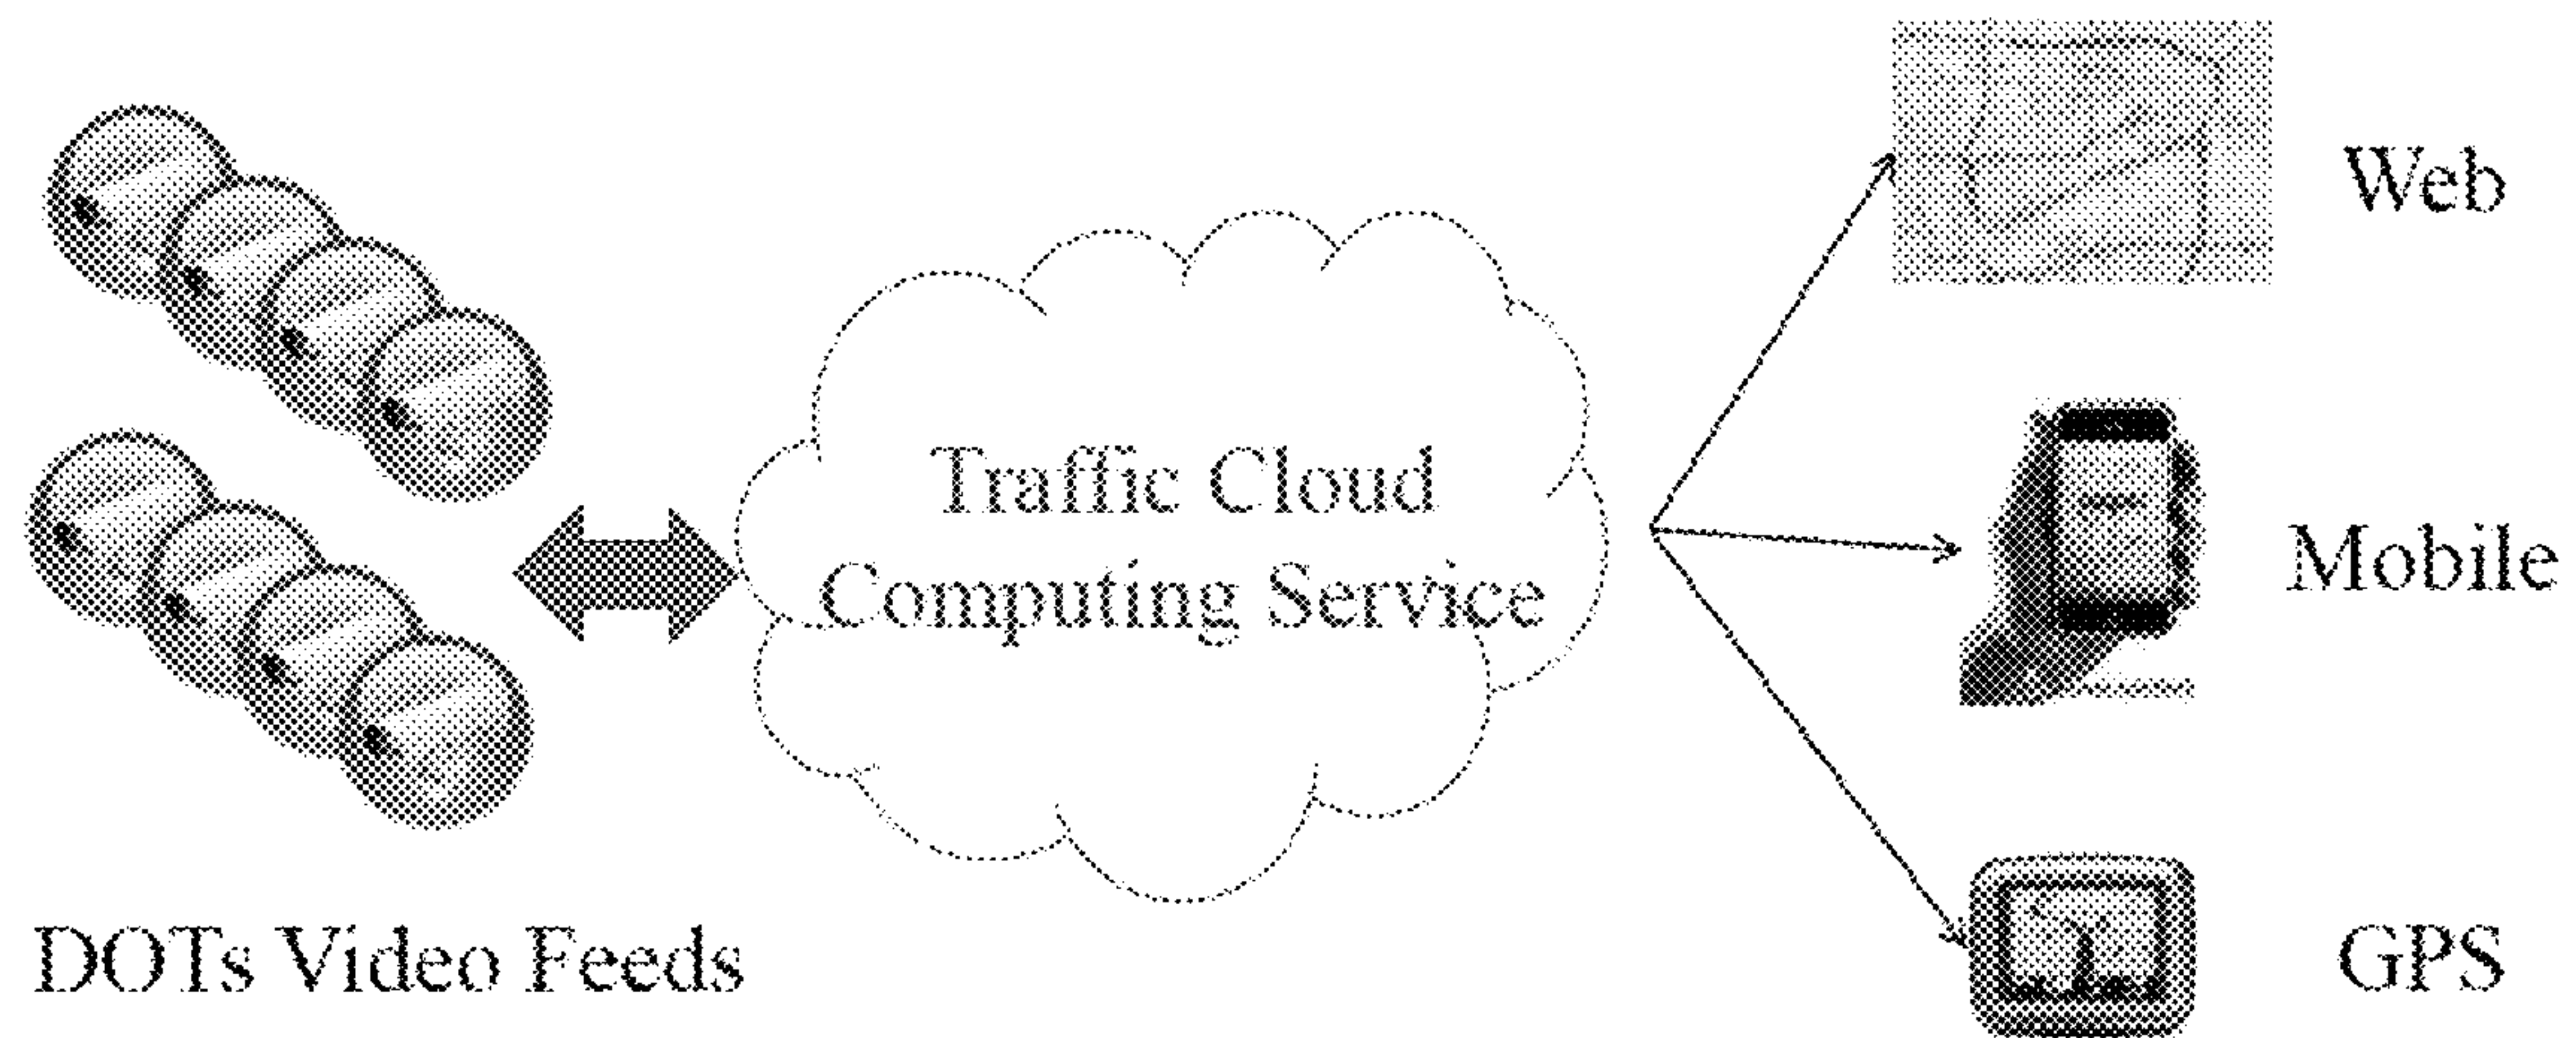 Web
Traffic Cloud
Computing Service
Mobile
DOTs Video Feeds
GPS